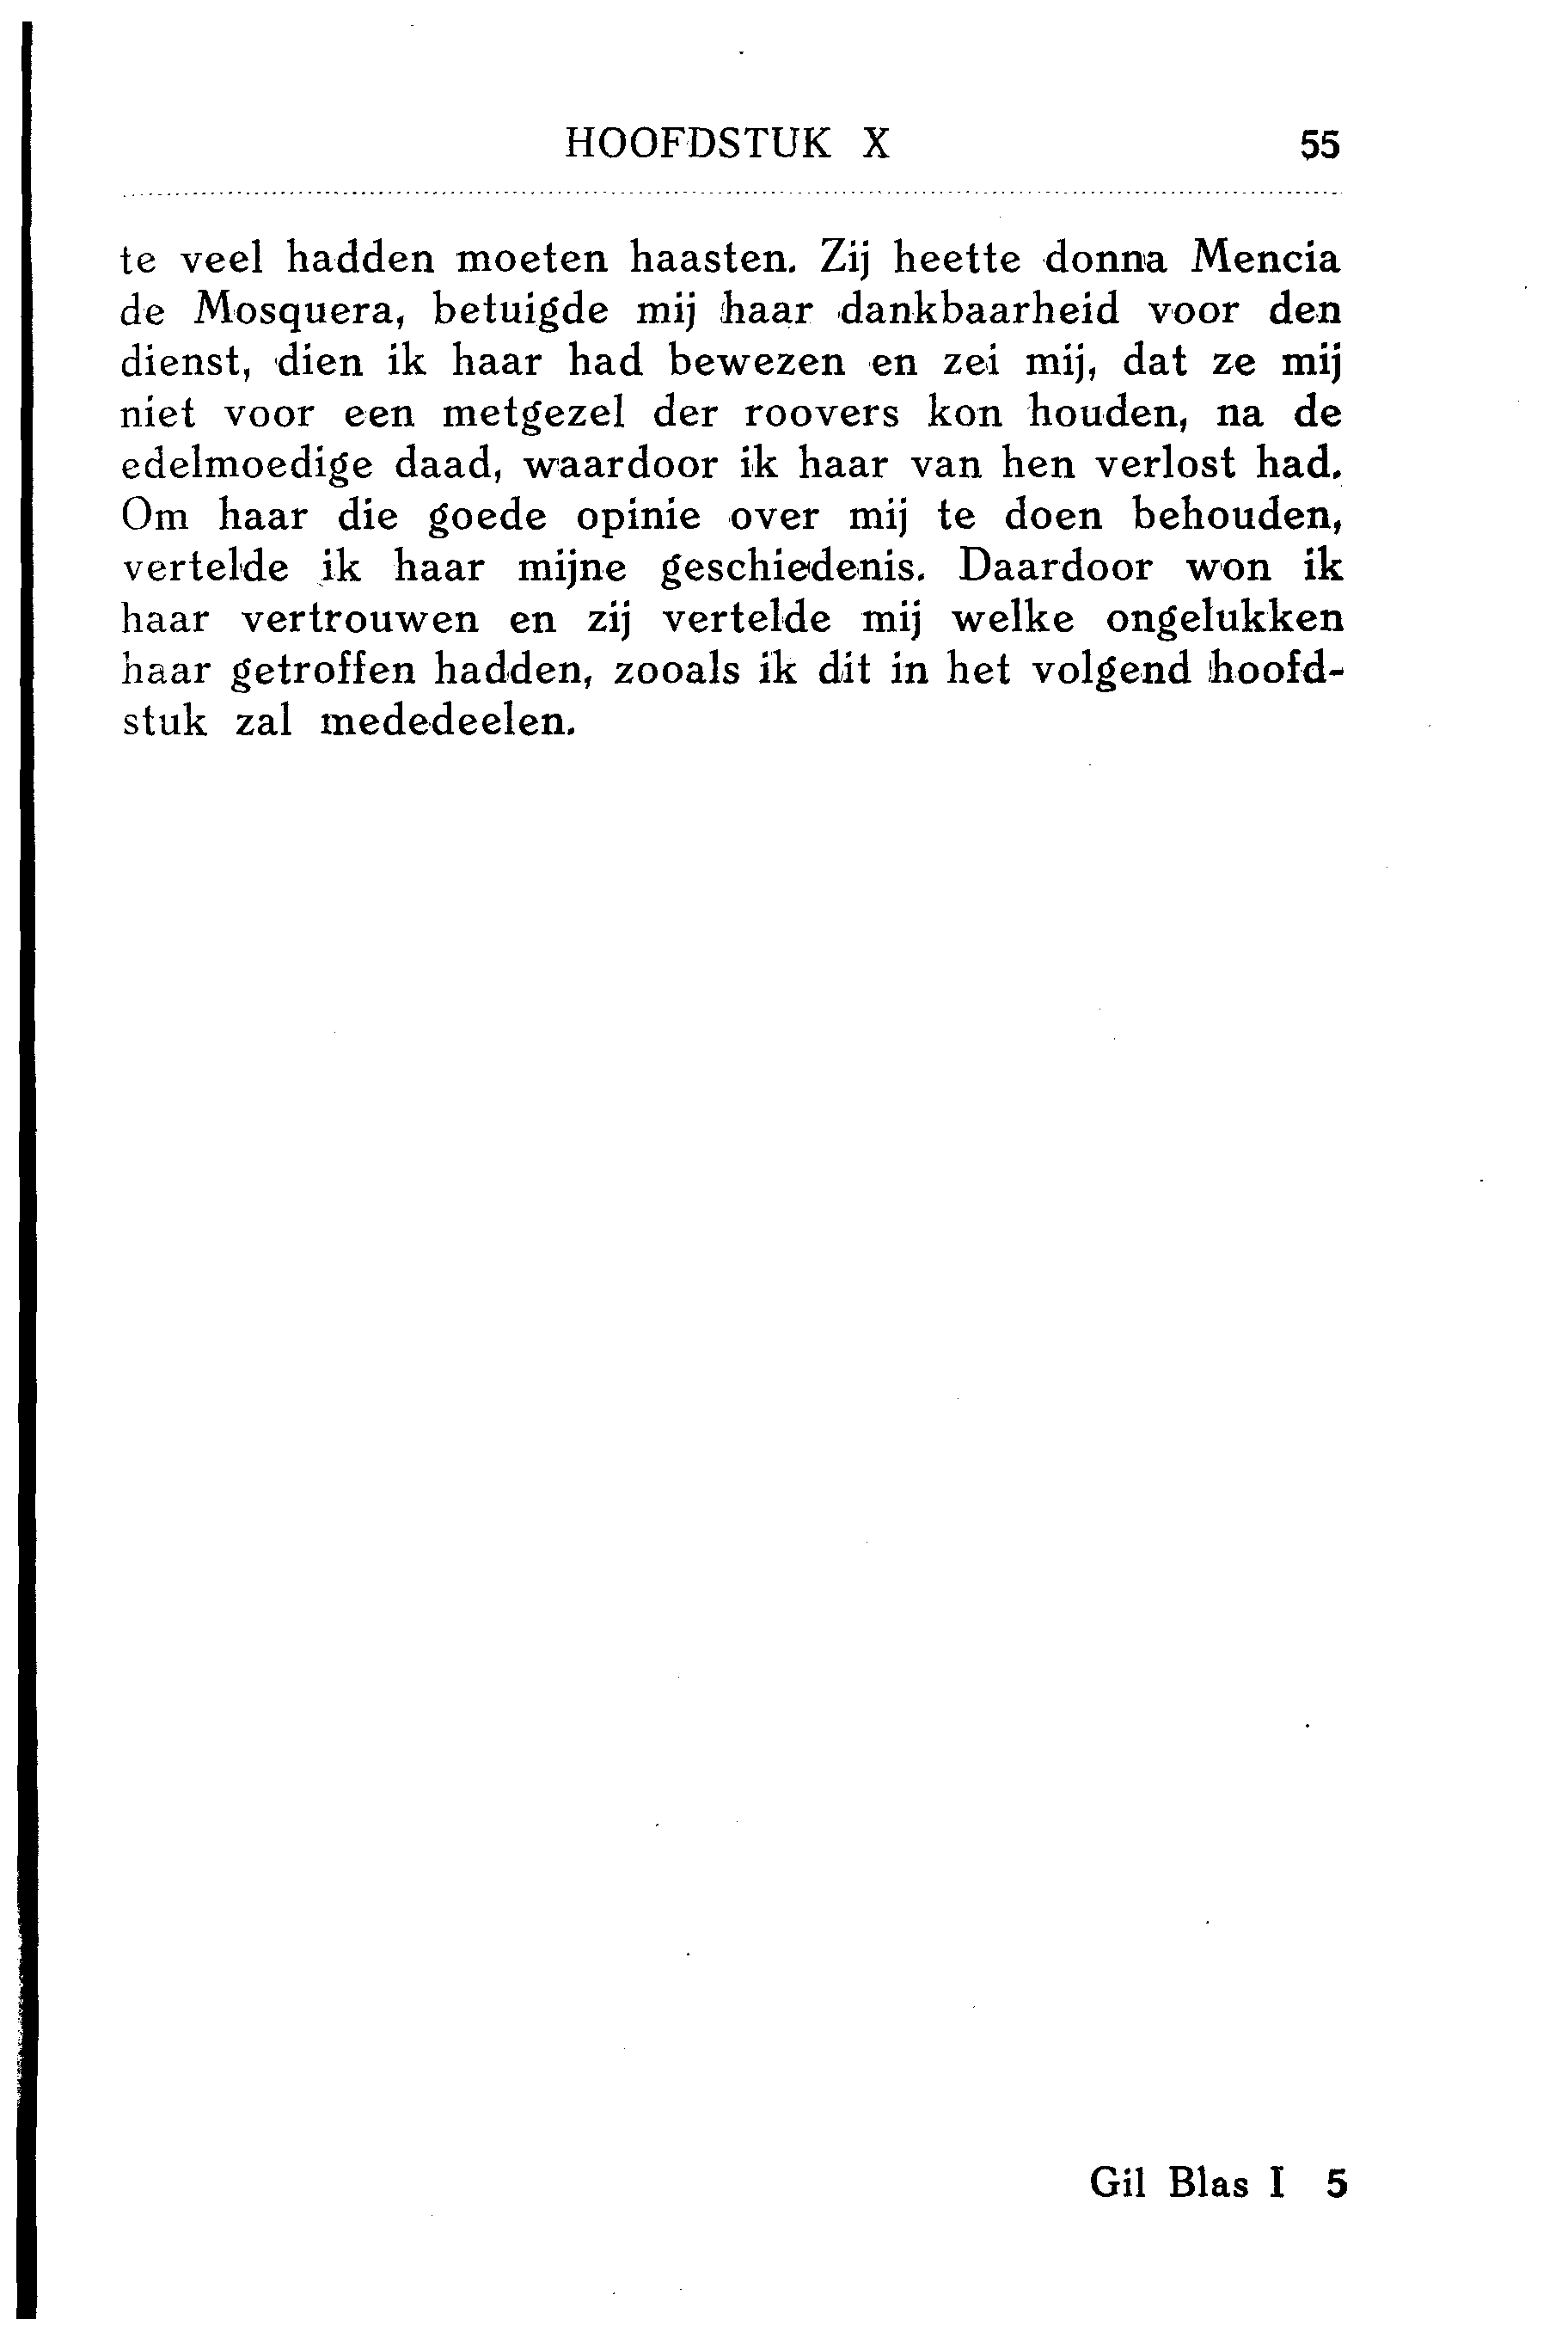 HOOFDSTUK X 55
te veel hadden moeten haasten. Zij heette donna Mencia
de Mosquera, betuigde mij haar dankbaarheid voor den
dienst, dien ik haar had bewezen en zei mij, dat ze mij
niet voor een metgezel der roovers kon houden, na de
edelmoedige daad, waardoor ik haar van hen verlost had.
Om haar die goede opinie over mij te doen behouden,
vertelde ik haar mijne geschiedenis. Daardoor won ik
haar vertrouwen en zij vertelde mij welke ongelukken
haar getroffen hadden, zooals ik dit in het volgend hoofd-
stuk zal mededeelen.
Gil Blas I 5